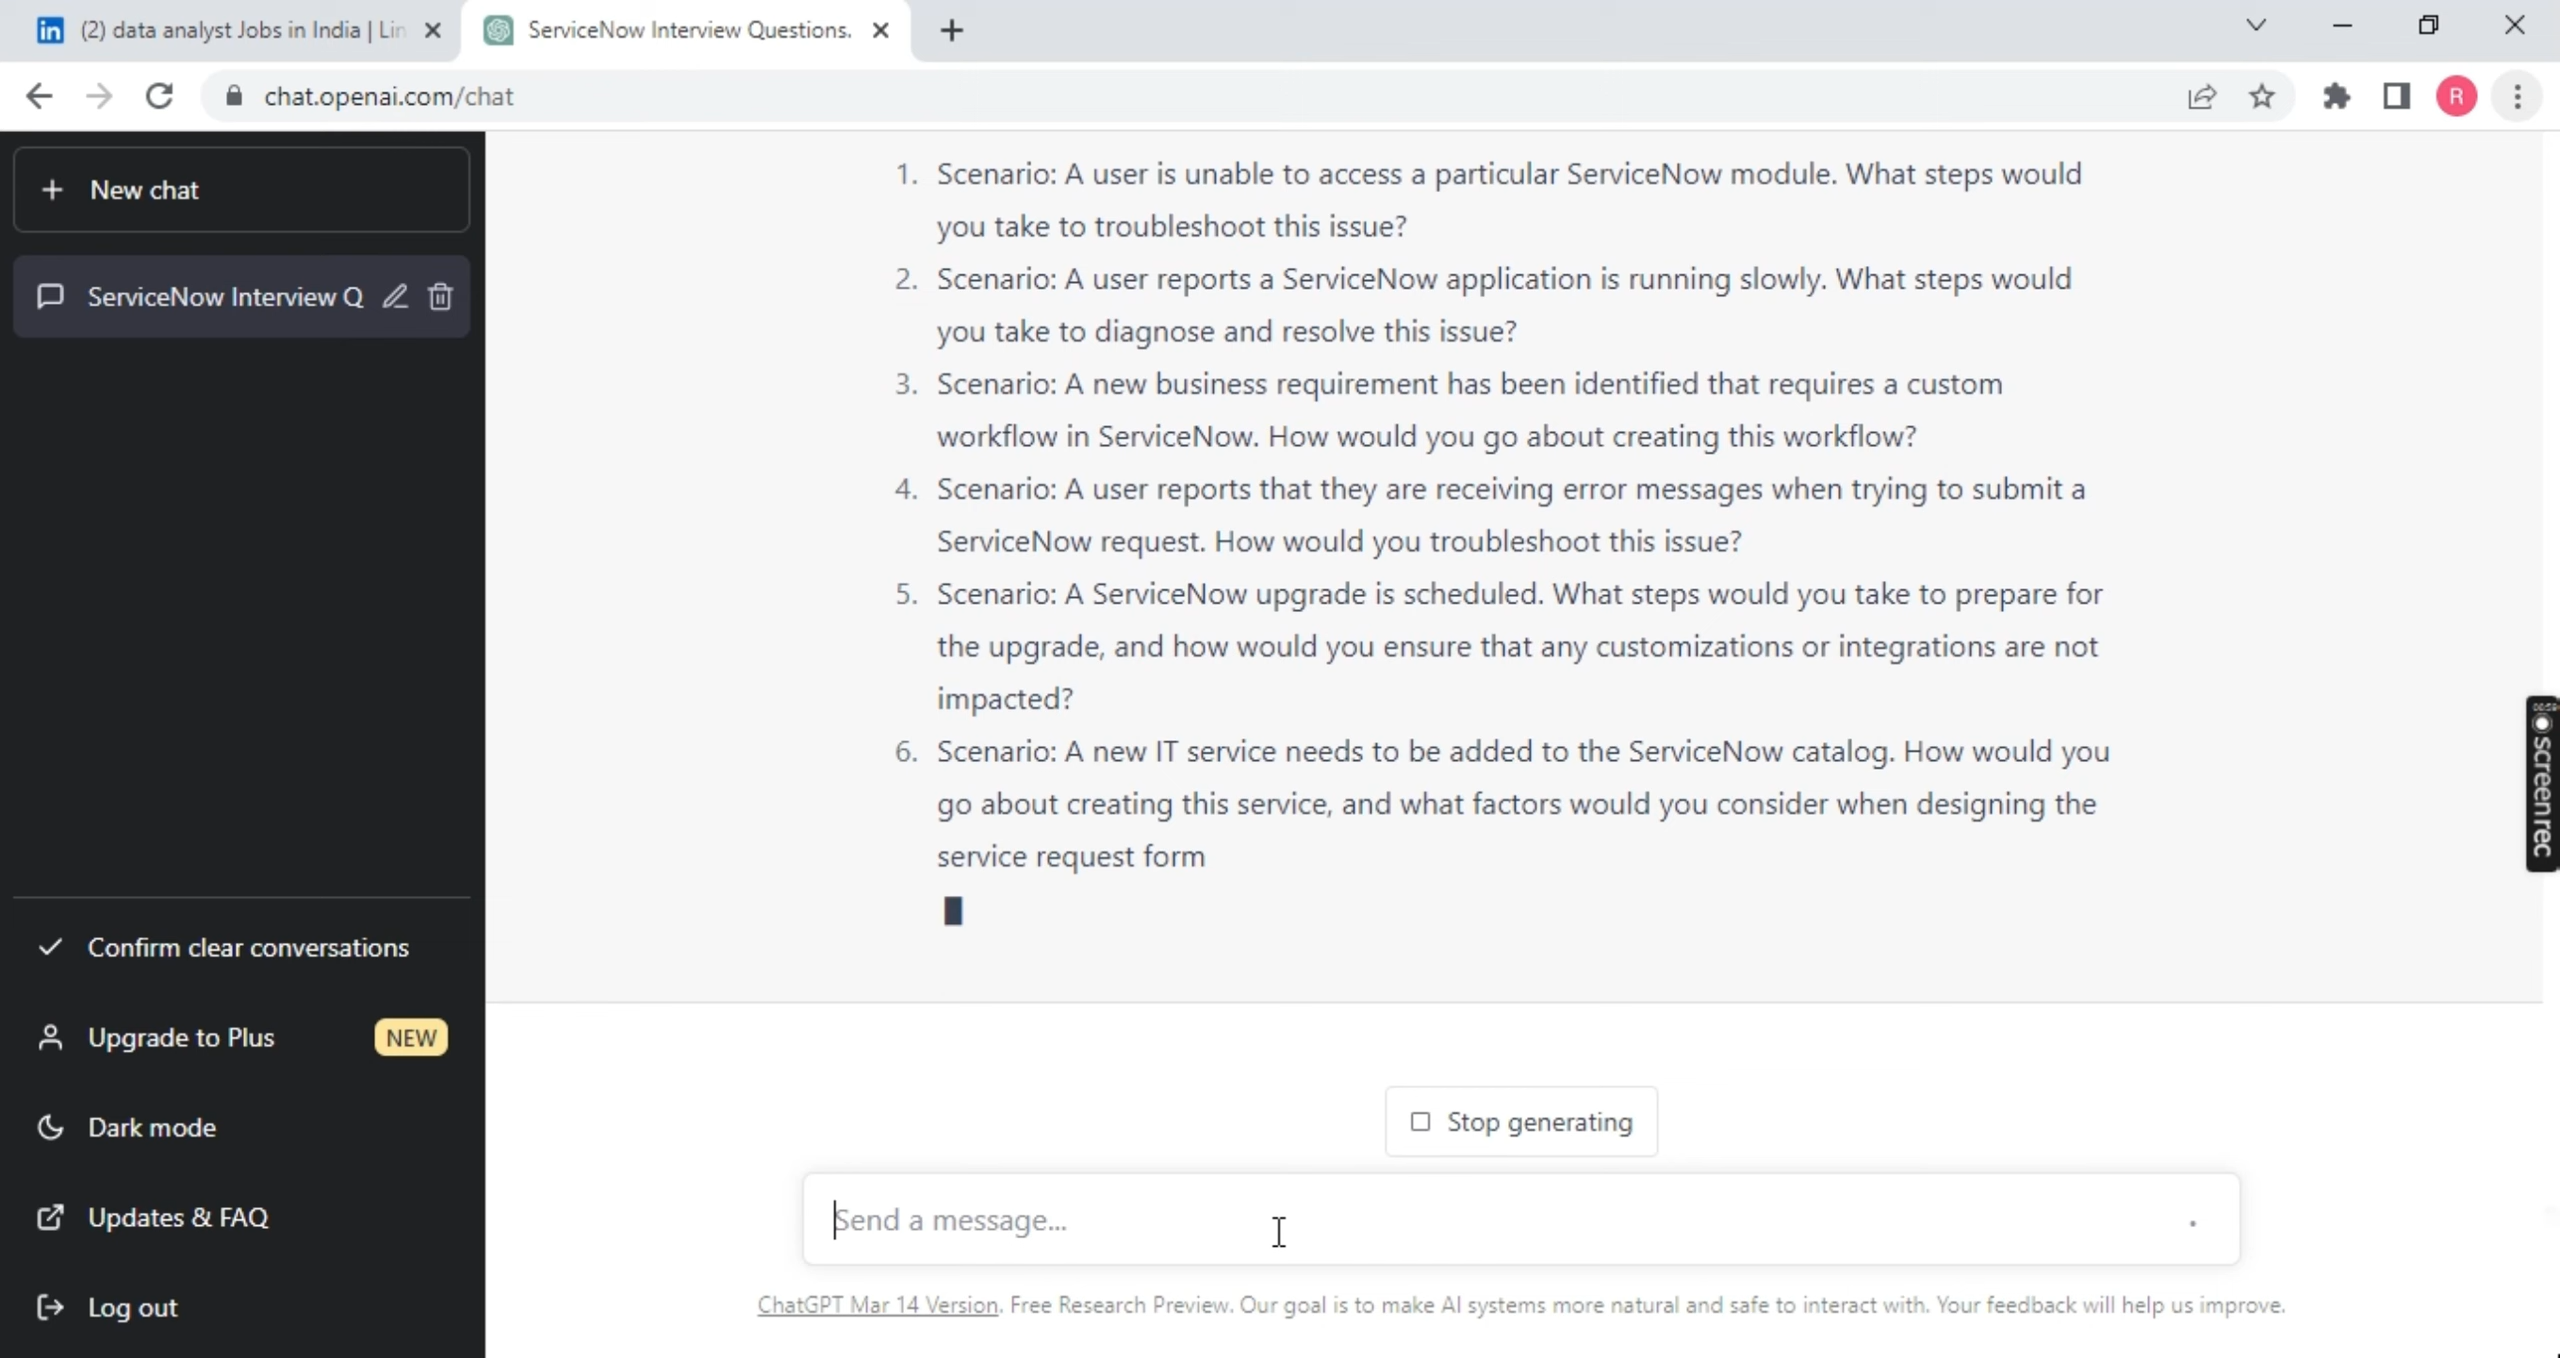 (2) data analyst Jobs in India | Lin
ServiceNow Interview Questions.
chat.openai.com/chat
R
New chat
ServiceNow Interview Q
1. Scenario: A user is unable to access a particular ServiceNow module. What steps would
you take to troubleshoot this issue?
2. Scenario: A user reports a ServiceNow application is running slowly. What steps would
you take to diagnose and resolve this issue?
3. Scenario: A new business requirement has been identified that requires a custom
workflow in ServiceNow. How would you go about creating this workflow?
4. Scenario: A user reports that they are receiving error messages when trying to submit a
ServiceNow request. How would you troubleshoot this issue?
5. Scenario: A ServiceNow upgrade is scheduled. What steps would you take to prepare for
the upgrade, and how would you ensure that any customizations or integrations are not
impacted?
6. Scenario: A new IT service needs to be added to the ServiceNow catalog. How would you
go about creating this service, and what factors would you consider when designing the
service request form
screenrec
Confirm clear conversations
Upgrade to Plus NEW
Dark mode
Updates & FAQ
Log out
Stop generating
Send a message...
ChatGPT Mar 14 Version. Free Research Preview. Our goal is to make AI systems more natural and safe to interact with. Your feedback will help us improve.